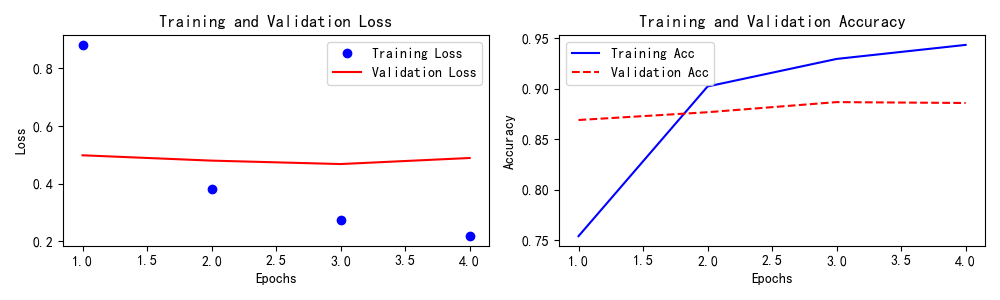 Training and Validation Loss
Training Loss
Validation Loss
0.8
0.6
0.4
0.2
Loss
1.0 1.5 2.0 2.5 3.0 3.5 4.0
Epochs
Training and Validation Accuracy
Training Acc
Validation Acc
0.95
0.90
0.85
0.80
0.75
Accuracy
1.0 1.5 2.0 2.5 3.0 3.5 4.0
Epochs